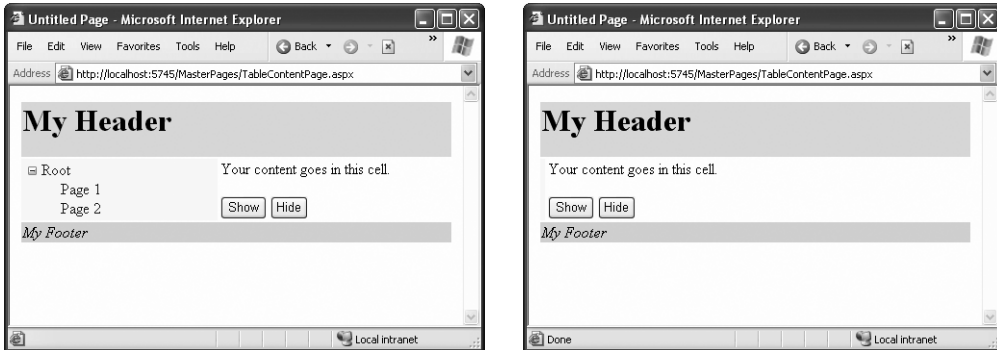 Untitled Page - Microsoft Internet Explorer
File Edit View Favorites Tools Help Back »
Address http://localhost:5745/MasterPages/TableContentPage.aspx
My Header
Root
Page 1
Page 2
Your content goes in this cell.
Show Hide
My Footer
Local intranet
Untitled Page - Microsoft Internet Explorer
File Edit View Favorites Tools Help Back »
Address http://localhost:5745/MasterPages/TableContentPage.aspx
My Header
Your content goes in this cell.
Show Hide
My Footer
Done Local intranet